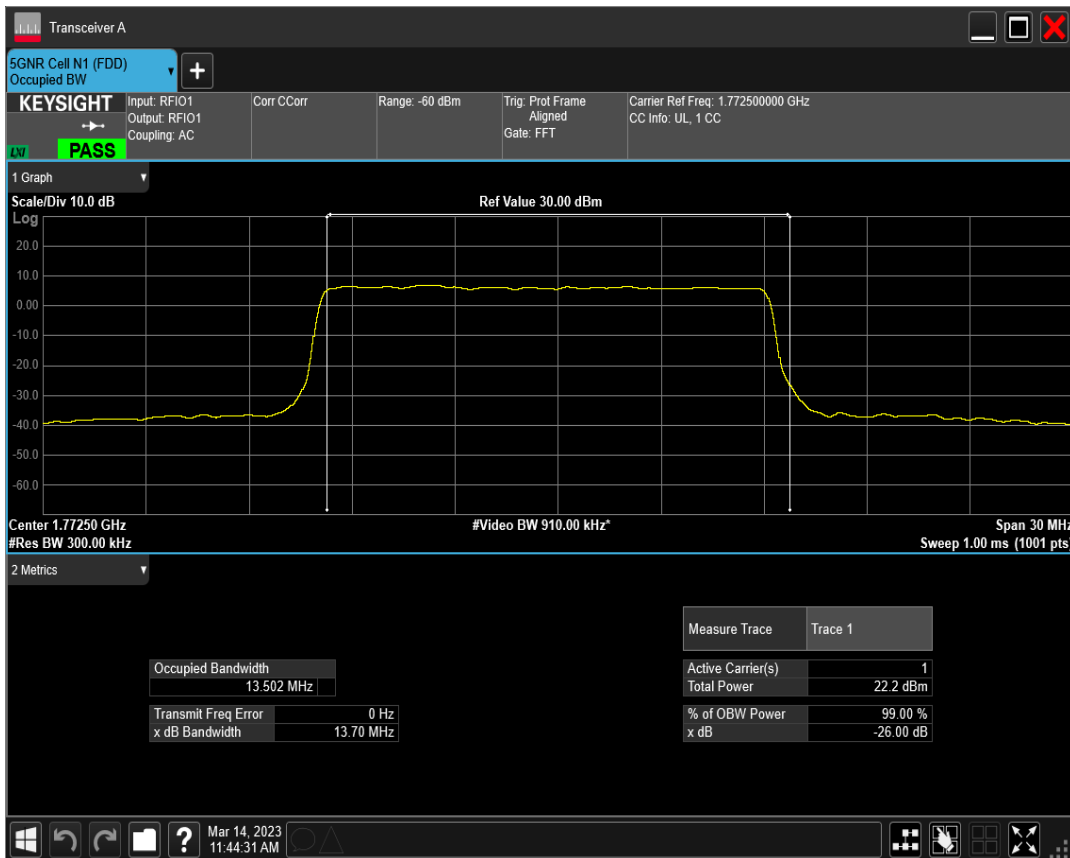 Transceiver A
5GNR Cell N1 (FDD)
Occupied BW
KEYSIGHT
LXI
PASS
Input: RFIO1
Output: RFIO1
Coupling: AC
Corr CCorr
Range: -60 dBm
Trig: Prot Frame
Aligned
Gate: FFT
Carrier Ref Freq: 1.772500000 GHz
CC Info: UL, 1 CC
1 Graph
Scale/Div 10.0 dB
Ref Value 30.00 dBm
Log
20.0
10.0
0.00
-10.0
-20.0
-30.0
-40.0
-50.0
-60.0
Center 1.77250 GHz
#Video BW 910.00 kHz*
Span 30 MHz
#Res BW 300.00 kHz
Sweep 1.00 ms (1001 pts)
2 Metrics
Measure Trace Trace 1
Occupied Bandwidth
13.502 MHz
Active Carrier(s) 1
Total Power 22.2 dBm
Transmit Freq Error 0 Hz
x dB Bandwidth 13.70 MHz
% of OBW Power 99.00 %
x dB -26.00 dB
?
Mar 14, 2023
11:44:31 AM